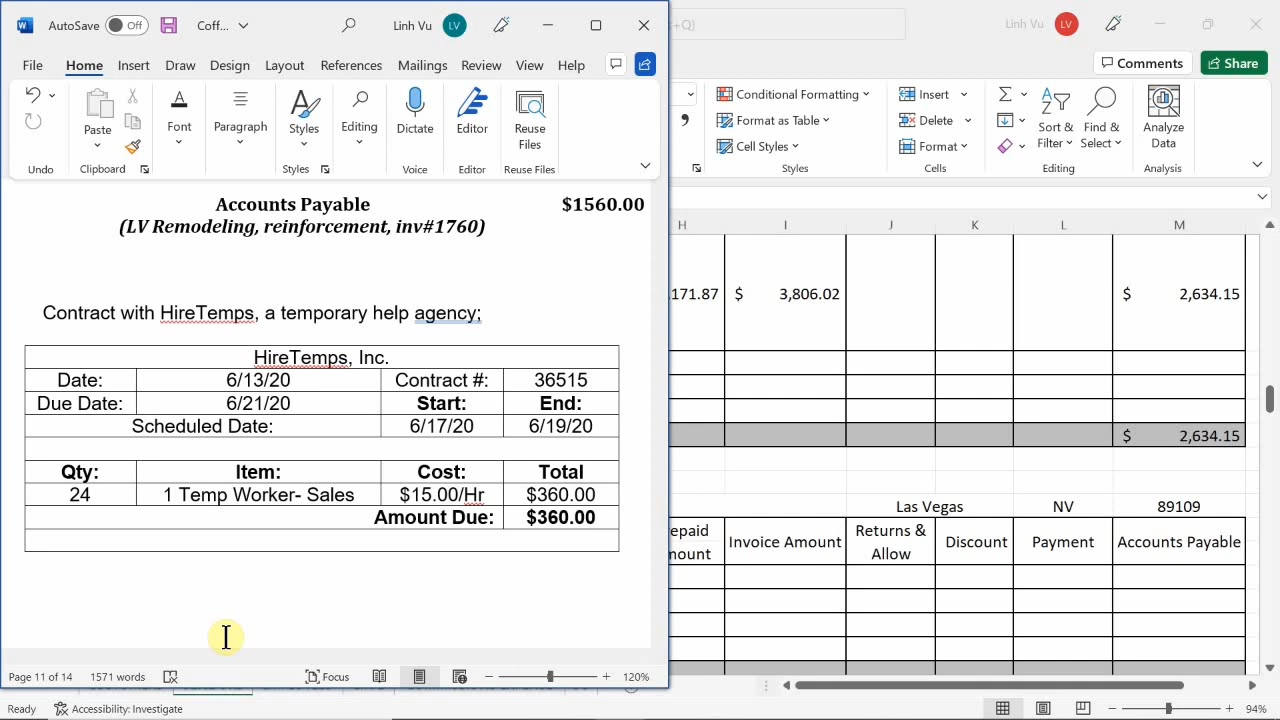 AutoSave Off Coff... Linh Vu LV
File Home Insert Draw Design Layout References Mailings Review View Help
Paste Font Paragraph Styles Editing Dictate Editor Reuse Files
Undo Clipboard Styles Voice Editor Reuse Files
Accounts Payable $1560.00
(LV Remodeling, reinforcement, inv#1760)
Contract with HireTemps, a temporary help agency;
HireTemps, Inc.
Date: 6/13/20 Contract #: 36515
Due Date: 6/21/20 Start: End:
Scheduled Date: 6/17/20 6/19/20
Qty: Item: Cost: Total
24 1 Temp Worker- Sales $15.00/Hr $360.00
Amount Due: $360.00
Page 11 of 14 1571 words Focus 120%
+Q) Linh Vu LV
Comments Share
Conditional Formatting Insert
Format as Table Delete
Cell Styles Format
Sort & Filter Find & Select Analyze Data
Styles Cells Editing Analysis
H I J K L M
171.87 $ 3,806.02 $ 2,634.15
$ 2,634.15
Las Vegas NV 89109
epaid mount Invoice Amount Returns & Allow Discount Payment Accounts Payable
Ready Accessibility: Investigate 94%